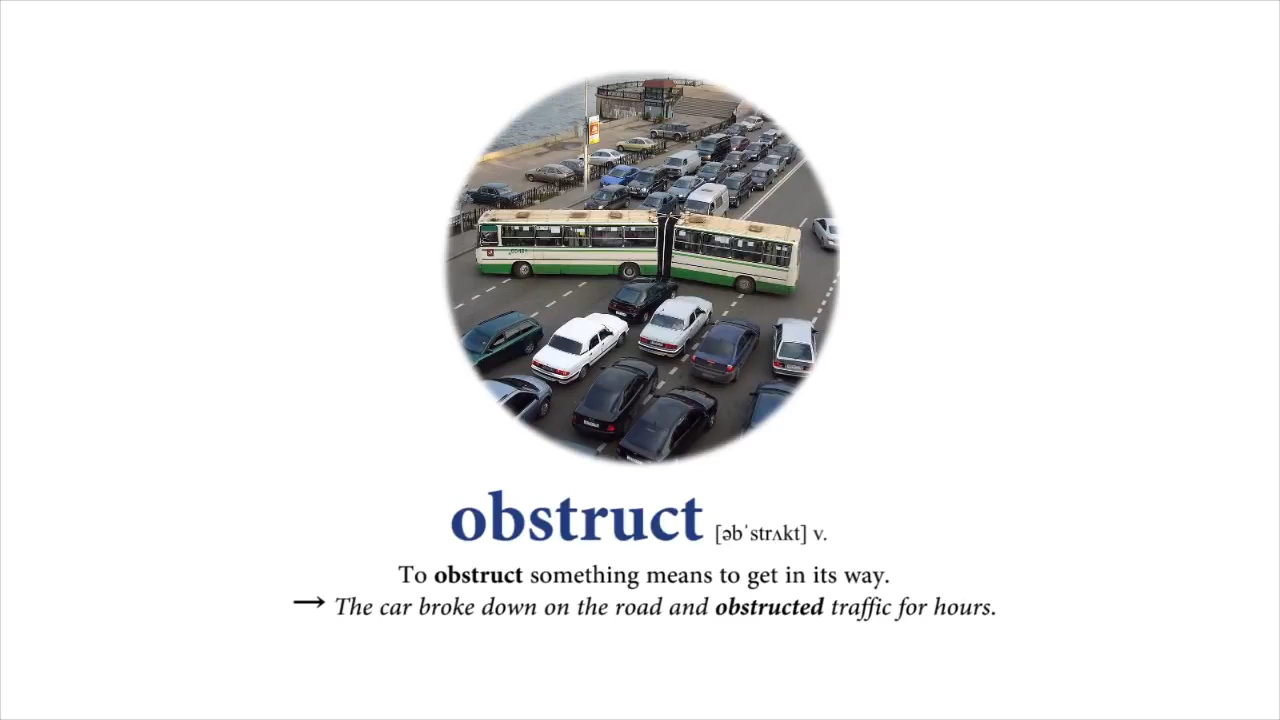 obstruct [əbˈstrʌkt] v.
To obstruct something means to get in its way.
→ The car broke down on the road and obstructed traffic for hours.